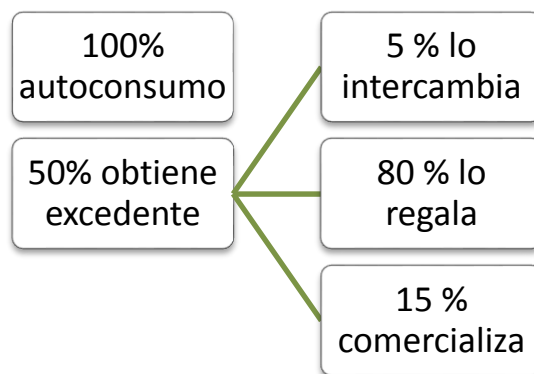 100%
autoconsumo
50% obtiene
excedente
5 % lo
intercambia
80 % lo
regala
15 %
comercializa